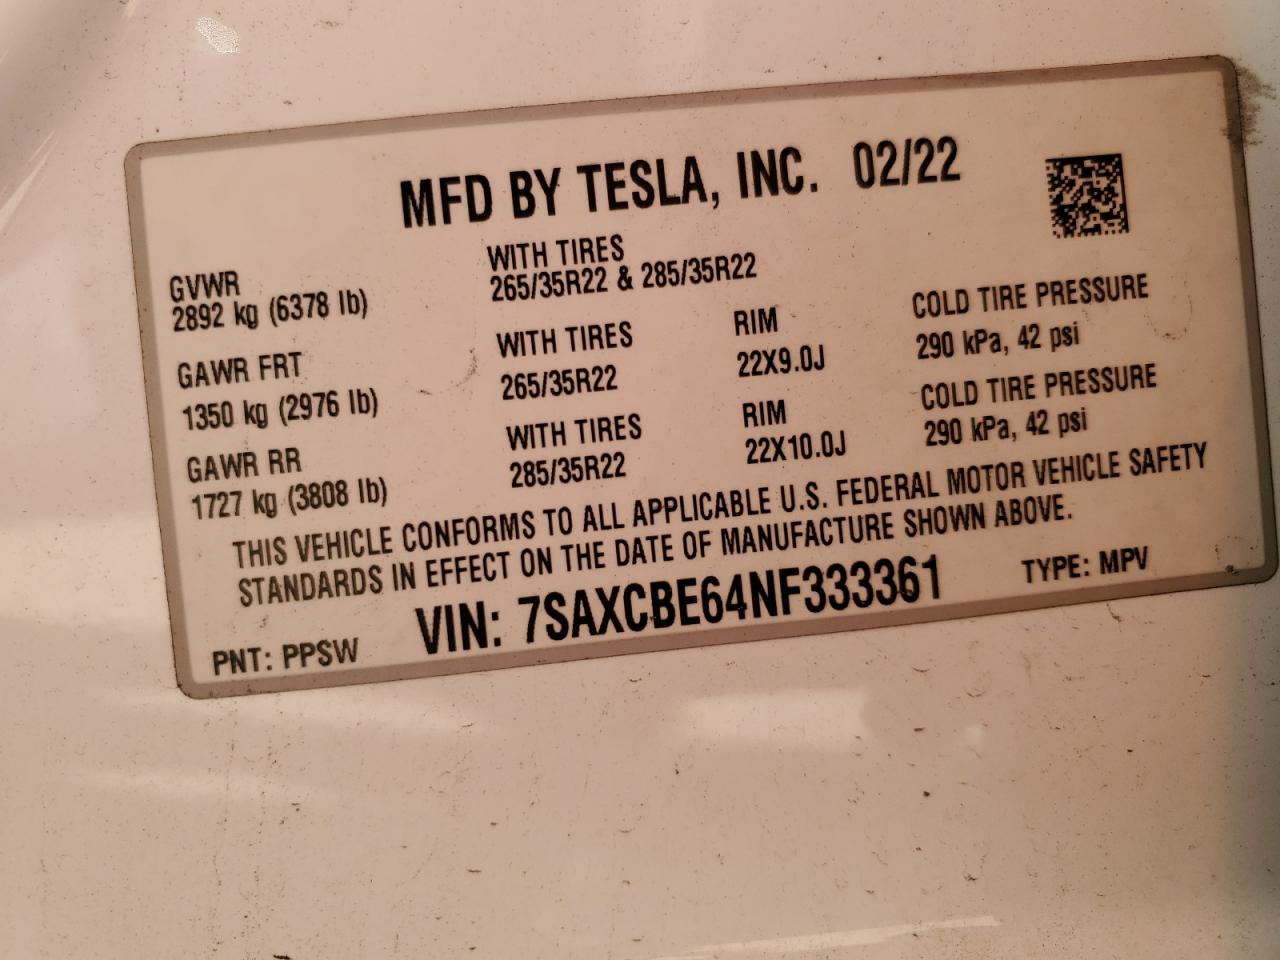 MFD BY TESLA, INC. 02/22
GVWR
2892 kg (6378 lb)
WITH TIRES
265/35R22 & 285/35R22
GAWR FRT
1350 kg (2976 lb)
WITH TIRES
265/35R22
RIM
22X9.0J
COLD TIRE PRESSURE
290 kPa, 42 psi
GAWR RR
1727 kg (3808 lb)
WITH TIRES
285/35R22
RIM
22X10.0J
COLD TIRE PRESSURE
290 kPa, 42 psi
THIS VEHICLE CONFORMS TO ALL APPLICABLE U.S. FEDERAL MOTOR VEHICLE SAFETY
STANDARDS IN EFFECT ON THE DATE OF MANUFACTURE SHOWN ABOVE.
PNT: PPSW
VIN: 7SAXCBE64NF333361
TYPE: MPV